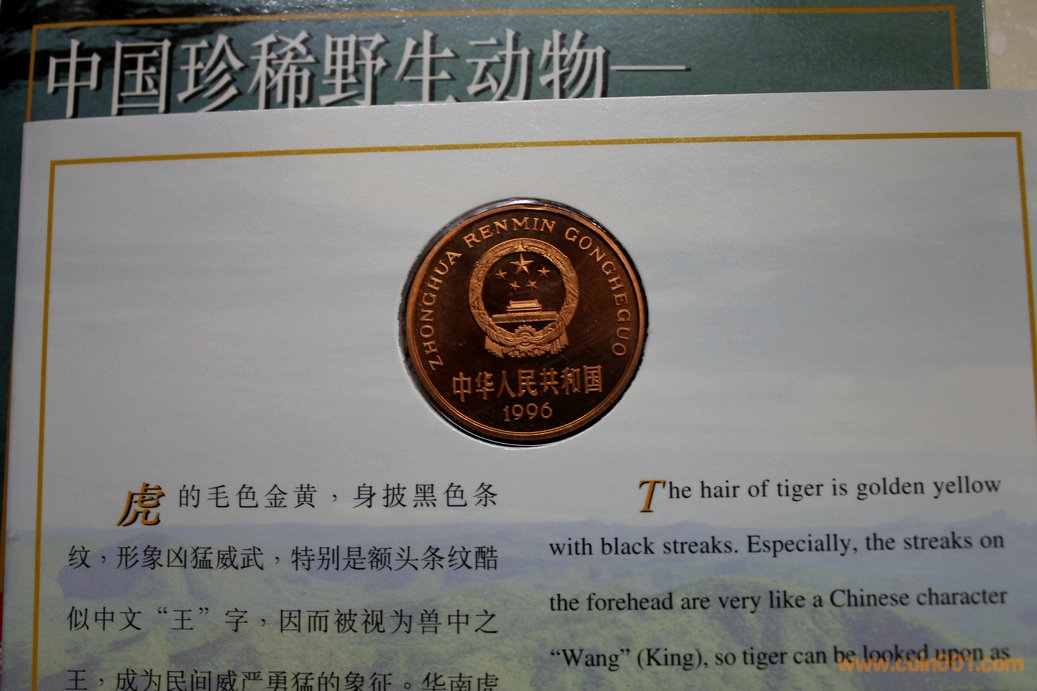 中国珍稀野生动物—
ZHONGHUA RENMIN GONGHEGUO
中华人民共和国
1996
虎的毛色金黄，身披黑色条
纹，形象凶猛威武，特别是额头条纹酷
似中文“王”字，因而被视为兽中之
王，成为民间威严勇猛的象征。华南虎
The hair of tiger is golden yellow
with black streaks. Especially, the streaks on
the forehead are very like a Chinese character
“Wang” (King), so tiger can be looked upon as
www.coin001.com